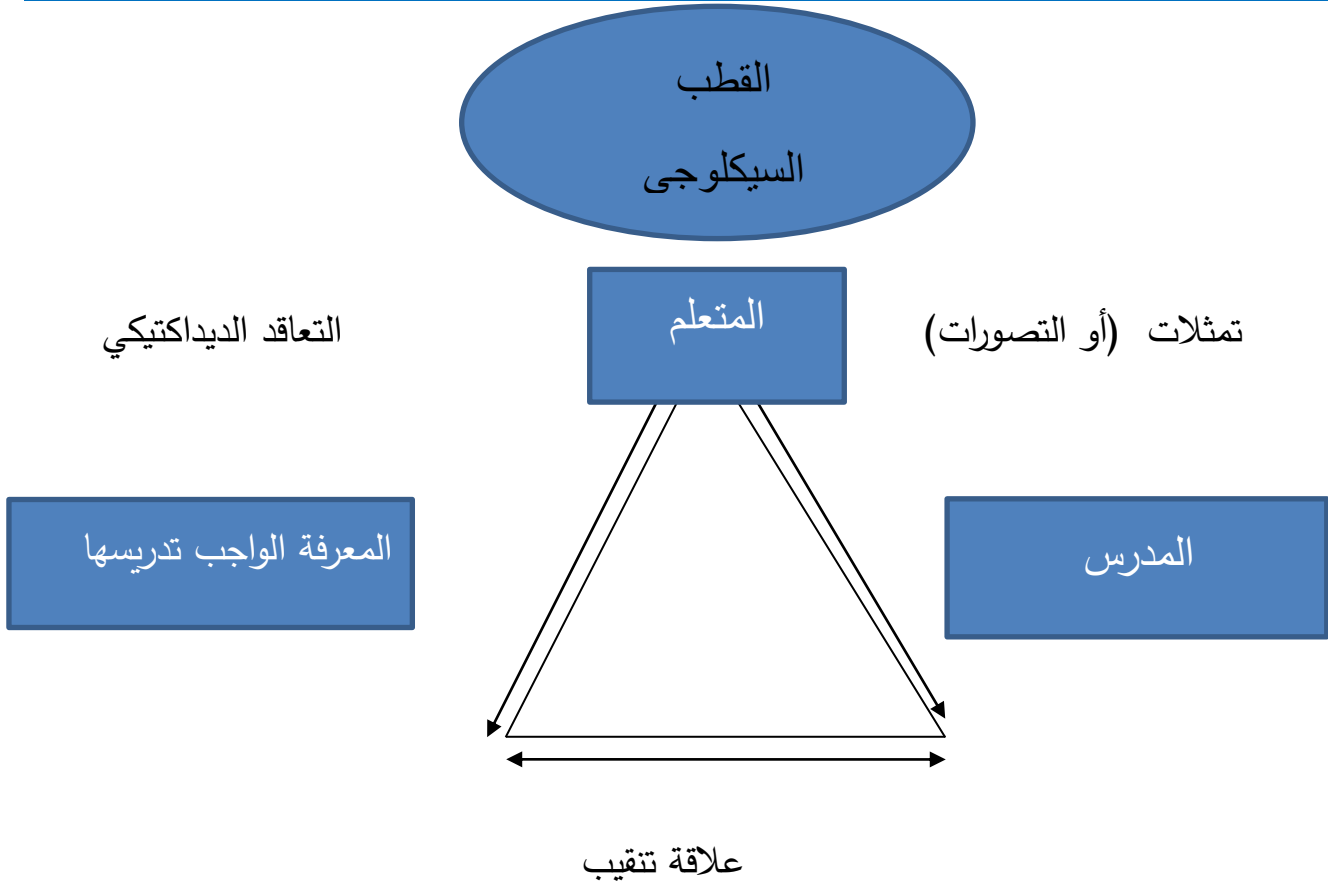 القطب
السيكلوجى
تمثلات (أو التصورات)
المتعلم
التعاقد الديداكتيكي
المدرس
المعرفة الواجب تدريسها
علاقة تنقيب